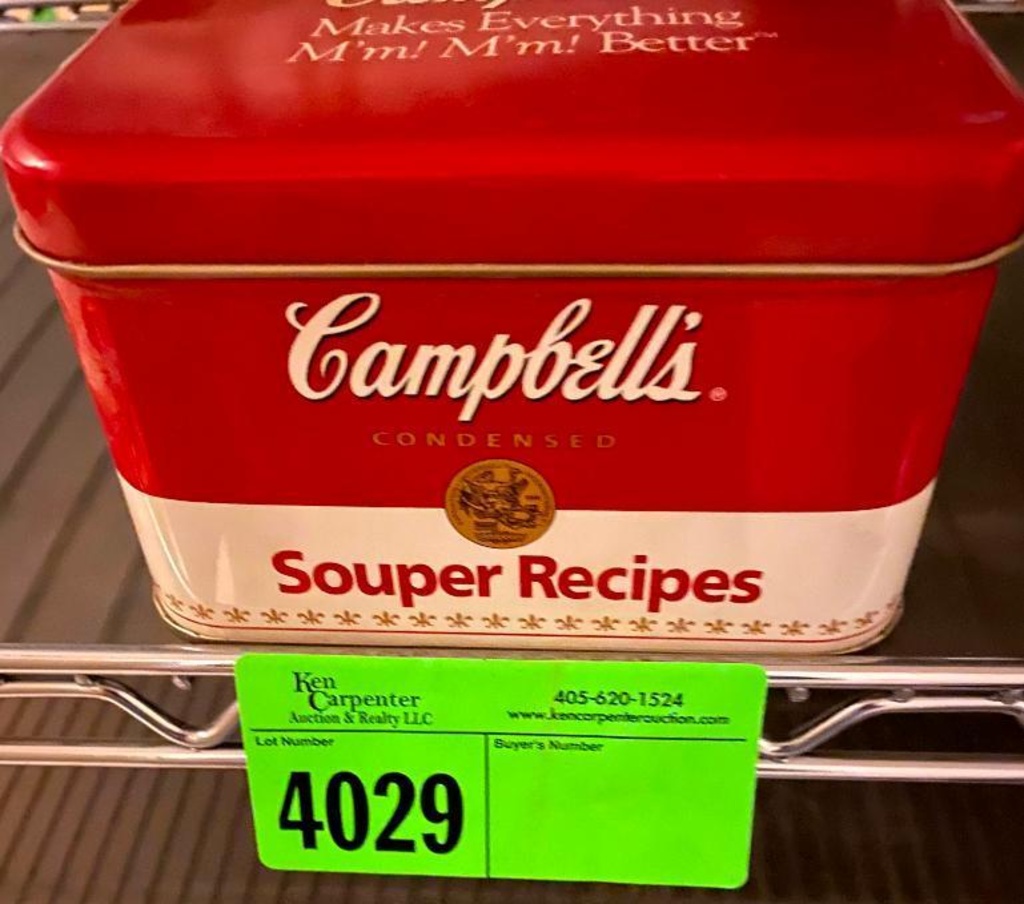 Makes Everything
M'm! M'm! Better™
Campbell's®
CONDENSED
Souper Recipes
Ken
Carpenter
Auction & Realty LLC
405-620-1524
www.kencarpenterauction.com
Lot Number
Buyer's Number
4029